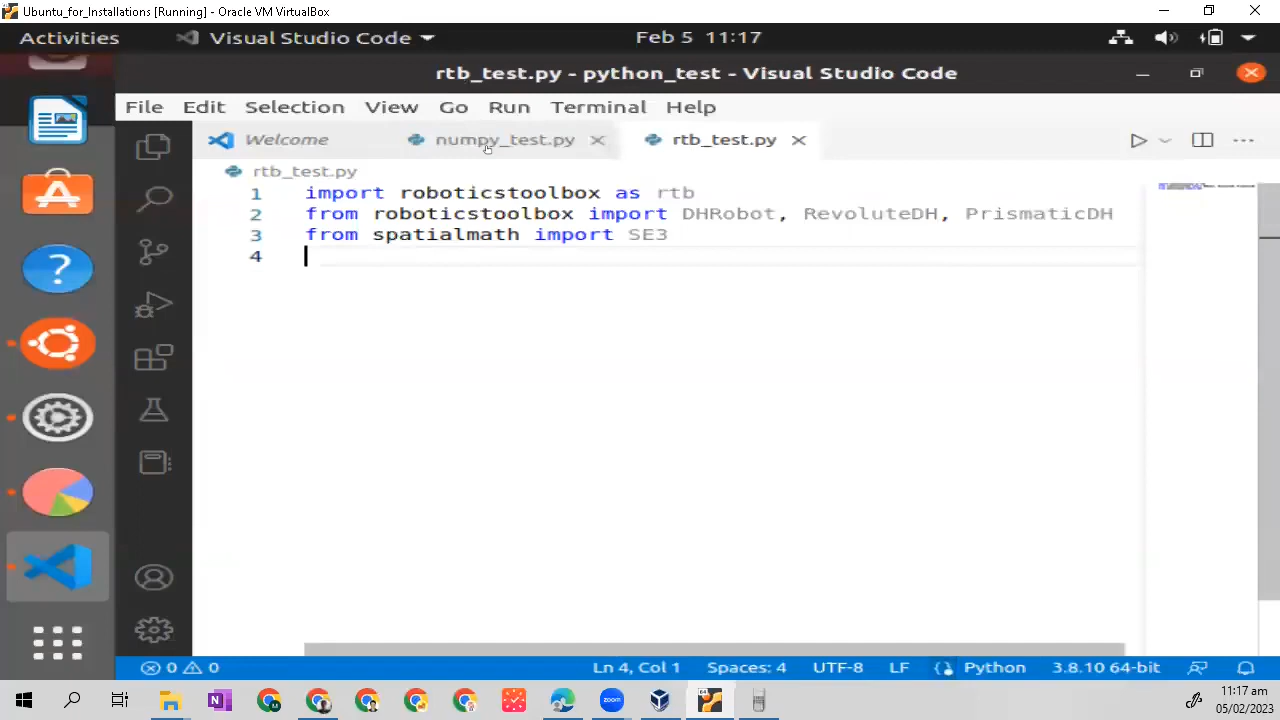 Ubuntu_for_Installations [Running] - Oracle VM VirtualBox
Activities Visual Studio Code Feb 5 11:17
rtb_test.py - python_test - Visual Studio Code
File Edit Selection View Go Run Terminal Help
Welcome numpy_test.py rtb_test.py
rtb_test.py
1 import roboticstoolbox as rtb
2 from roboticstoolbox import DHRobot, RevoluteDH, PrismaticDH
3 from spatialmath import SE3
4
0 0 Ln 4, Col 1 Spaces: 4 UTF-8 LF Python 3.8.10 64-bit
zoom
11:17 am
05/02/2023